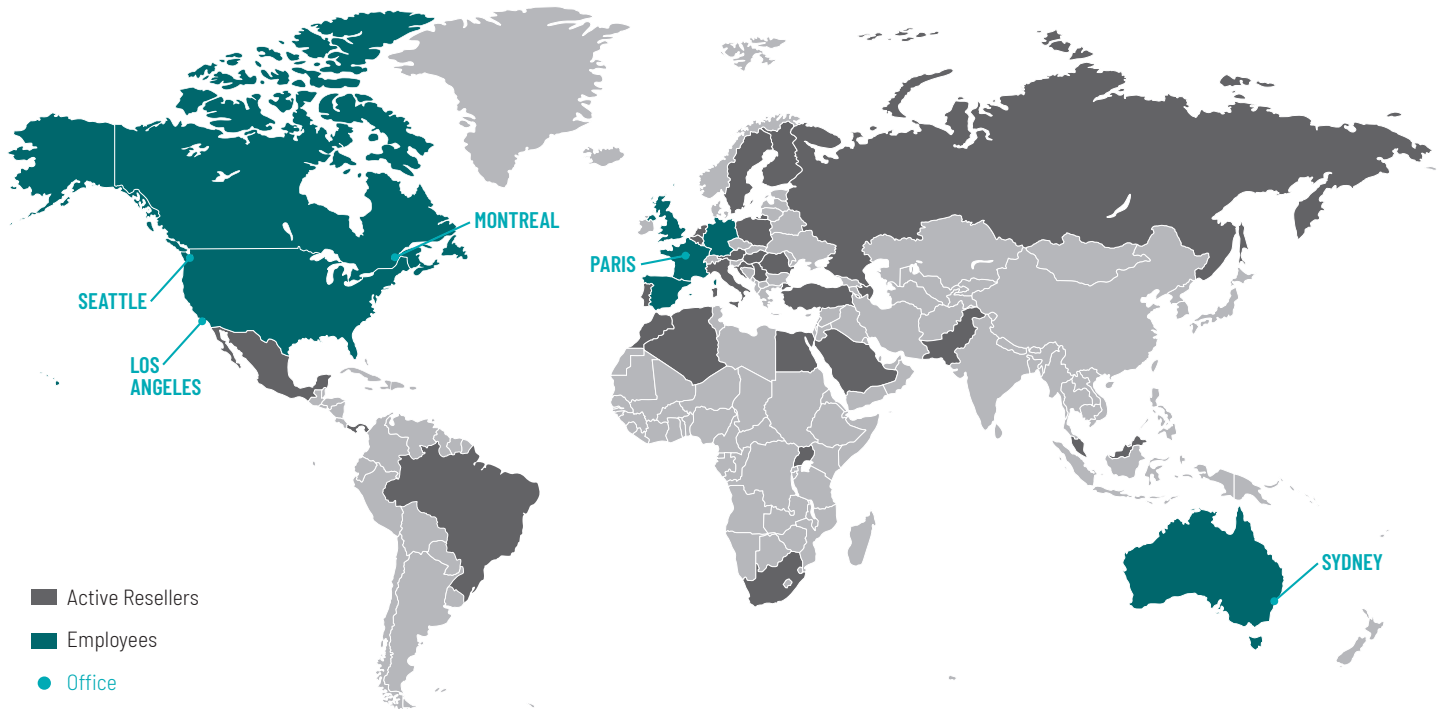 MONTREAL
PARIS
SEATTLE
LOS
ANGELES
SYDNEY
Active Resellers
Employees
Office